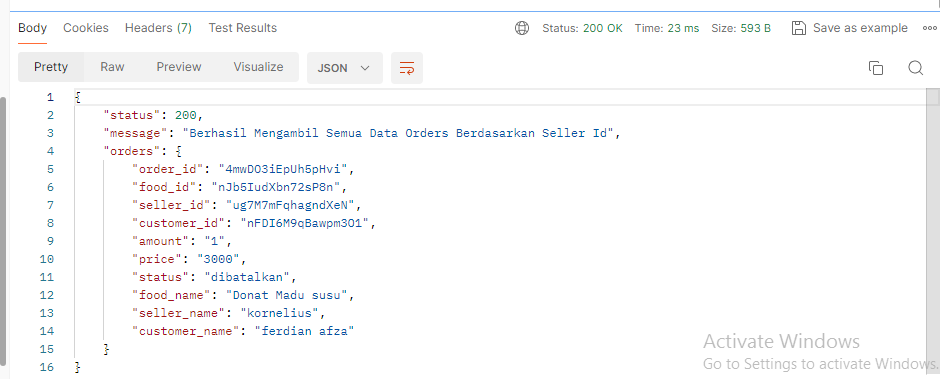 Body Cookies Headers (7) Test Results Status: 200 OK Time: 23 ms Size: 593 B Save as example
Pretty Raw Preview Visualize JSON
1 {
2 "status": 200,
3 "message": "Berhasil Mengambil Semua Data Orders Berdasarkan Seller Id",
4 "orders": {
5 "order_id": "4mwDO3iEpUh5pHvi",
6 "food_id": "nJb5IudXbn72sP8n",
7 "seller_id": "ug7M7mFqhagndXeN",
8 "customer_id": "nFDI6M9qBawpm3O1",
9 "amount": "1",
10 "price": "3000",
11 "status": "dibatalkan",
12 "food_name": "Donat Madu susu",
13 "seller_name": "kornelius",
14 "customer_name": "ferdian afza"
15 }
16 }
Activate Windows
Go to Settings to activate Windows.